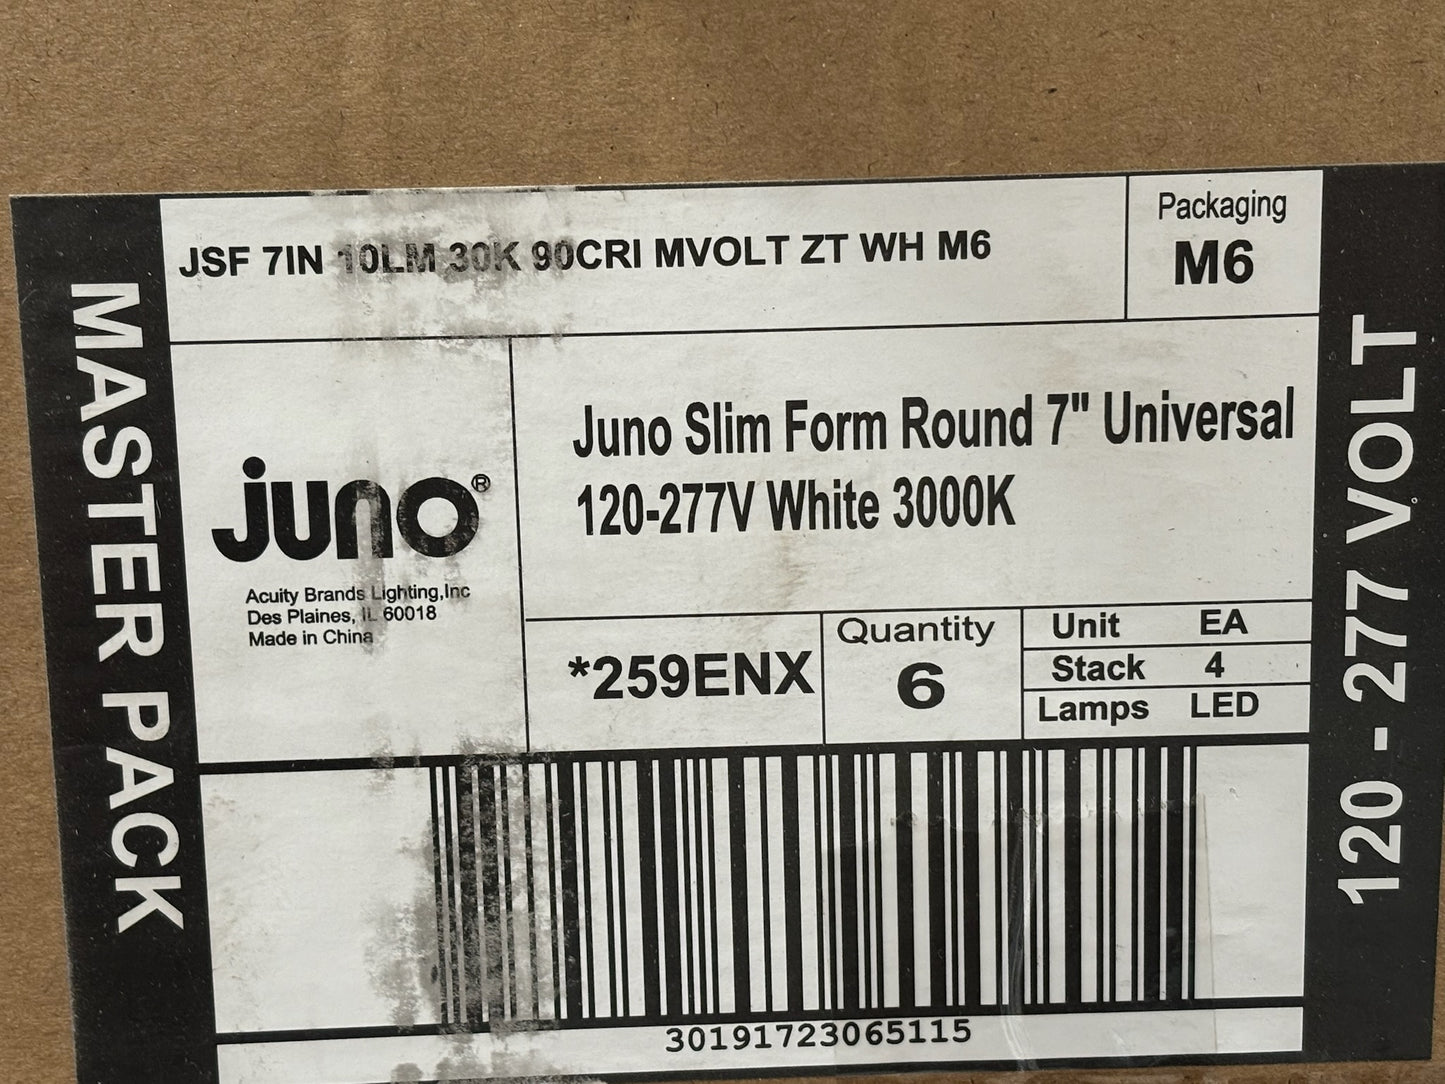 JSF 7IN 10LM 30K 90CRI MVOLT ZT WH M6
Packaging
M6
MASTER PACK
juno®
Acuity Brands Lighting,Inc
Des Plaines, IL 60018
Made in China
Juno Slim Form Round 7" Universal
120-277V White 3000K
*259ENX
Quantity
6
Unit EA
Stack 4
Lamps LED
120 - 277 VOLT
30191723065115